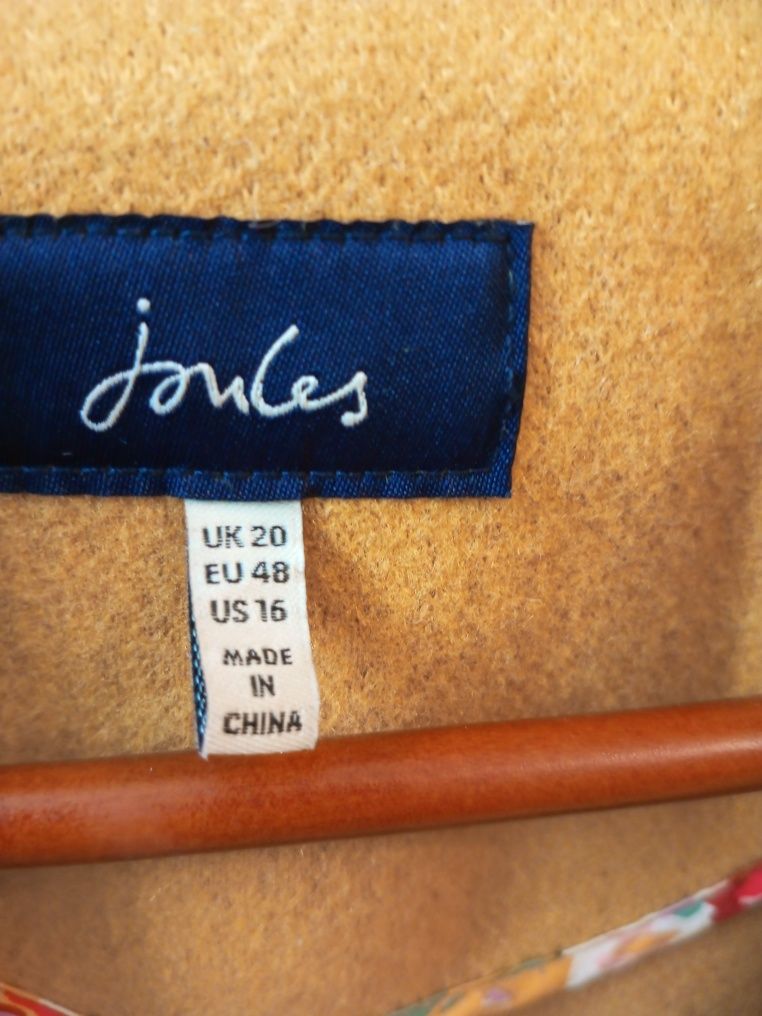 joules
UK 20
EU 48
US 16
MADE
IN
CHINA